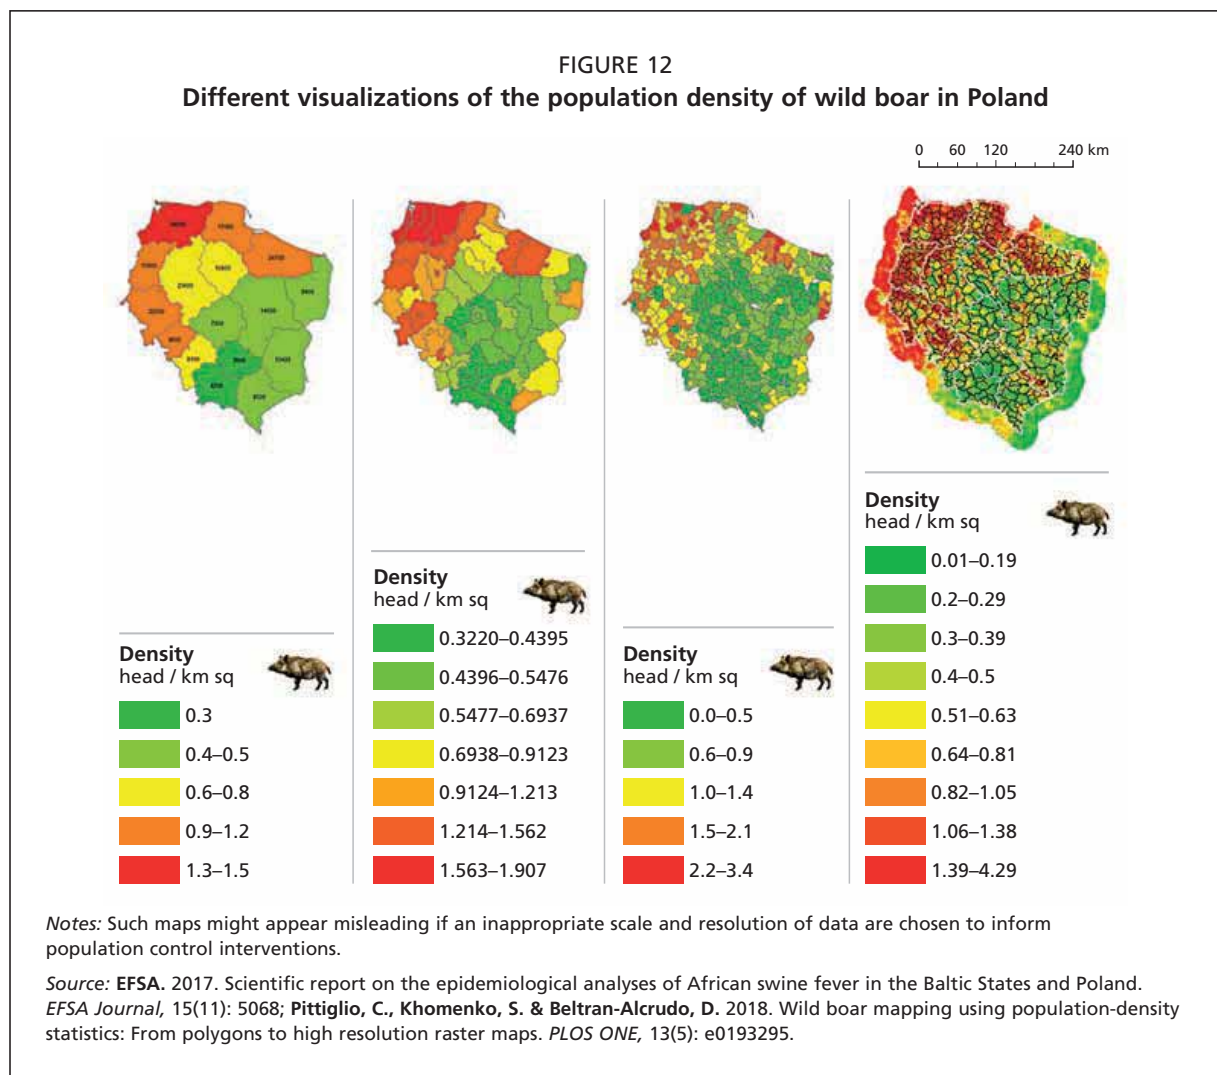 FIGURE 12
Different visualizations of the population density of wild boar in Poland
0 60 120 240 km
Density
head / km sq
0.3
0.4–0.5
0.6–0.8
0.9–1.2
1.3–1.5
Density
head / km sq
0.3220–0.4395
0.4396–0.5476
0.5477–0.6937
0.6938–0.9123
0.9124–1.213
1.214–1.562
1.563–1.907
Density
head / km sq
0.0–0.5
0.6–0.9
1.0–1.4
1.5–2.1
2.2–3.4
Density
head / km sq
0.01–0.19
0.2–0.29
0.3–0.39
0.4–0.5
0.51–0.63
0.64–0.81
0.82–1.05
1.06–1.38
1.39–4.29
Notes: Such maps might appear misleading if an inappropriate scale and resolution of data are chosen to inform
population control interventions.
Source: EFSA. 2017. Scientific report on the epidemiological analyses of African swine fever in the Baltic States and Poland.
EFSA Journal, 15(11): 5068; Pittiglio, C., Khomenko, S. & Beltran-Alcrudo, D. 2018. Wild boar mapping using population-density
statistics: From polygons to high resolution raster maps. PLOS ONE, 13(5): e0193295.